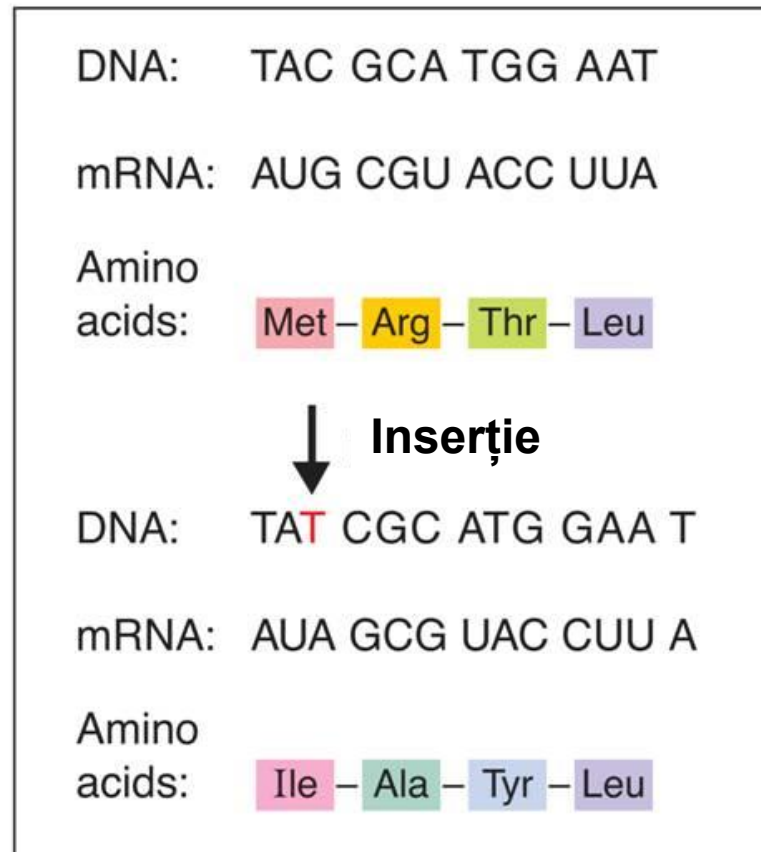 DNA: TAC GCA TGG AAT
mRNA: AUG CGU ACC UUA
Amino
acids: Met – Arg – Thr – Leu
Inserție
DNA: TAT CGC ATG GAA T
mRNA: AUA GCG UAC CUU A
Amino
acids: Ile – Ala – Tyr – Leu